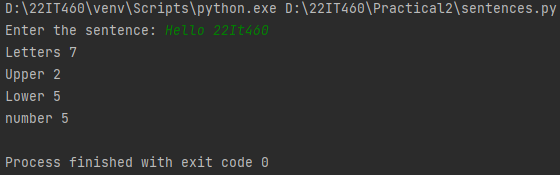 D:\22IT460\venv\Scripts\python.exe D:\22IT460\Practical2\sentences.py
Enter the sentence: Hello 22It460
Letters 7
Upper 2
Lower 5
number 5
Process finished with exit code 0